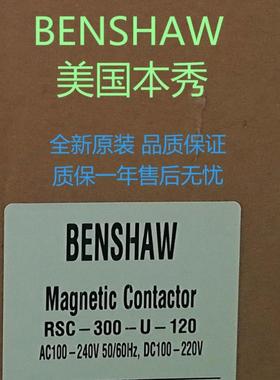 BENSHAW
美国本秀
全新原装 品质保证
质保一年售后无忧
BENSHAW
Magnetic Contactor
RSC-300-U-120
AC100-240V 50/60Hz, DC100-220V